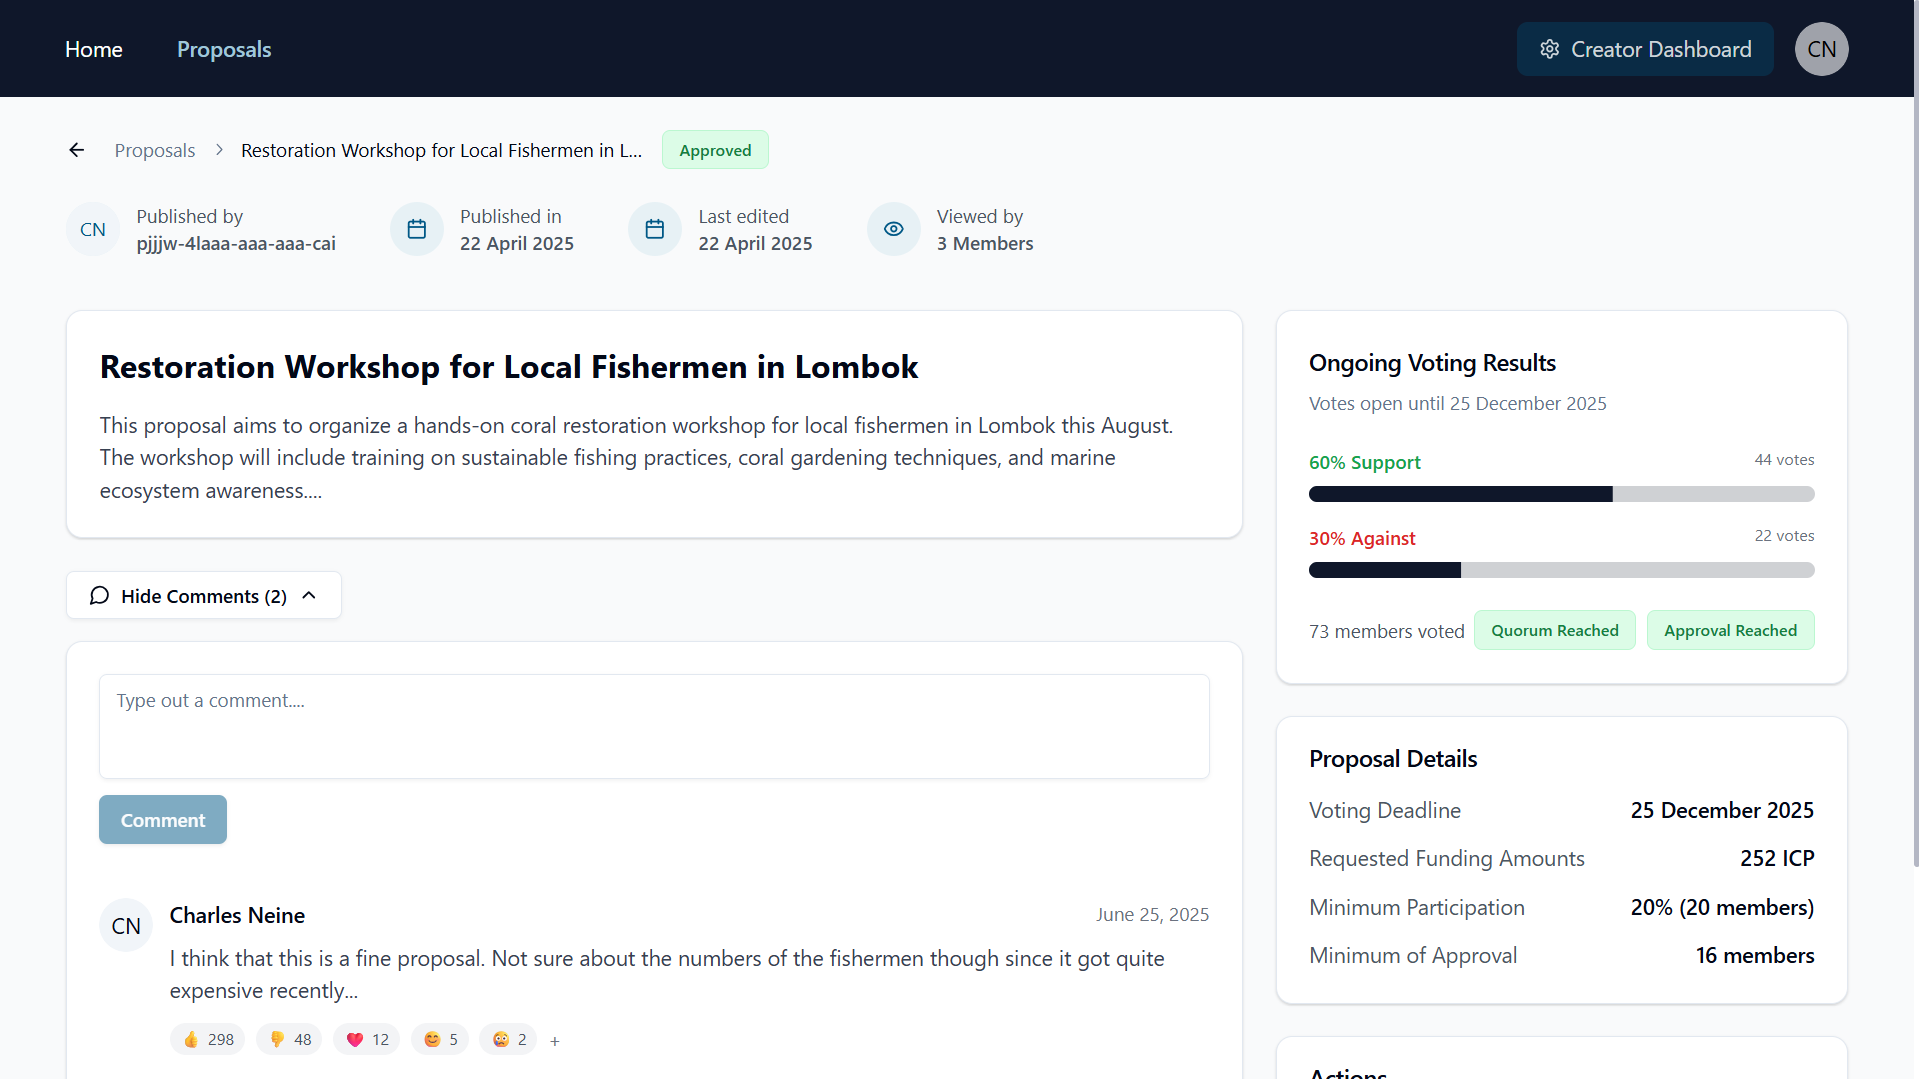 Home
Proposals
Creator Dashboard
CN
Proposals
Restoration Workshop for Local Fishermen in L...
Approved
CN
Published by
pjjjw-4laaa-aaa-aaa-cai
Published in
22 April 2025
Last edited
22 April 2025
Viewed by
3 Members
Restoration Workshop for Local Fishermen in Lombok
This proposal aims to organize a hands-on coral restoration workshop for local fishermen in Lombok this August.
The workshop will include training on sustainable fishing practices, coral gardening techniques, and marine
ecosystem awareness....
Hide Comments (2)
Type out a comment....
Comment
CN
Charles Neine
June 25, 2025
I think that this is a fine proposal. Not sure about the numbers of the fishermen though since it got quite
expensive recently...
298
48
12
5
2
+
Ongoing Voting Results
Votes open until 25 December 2025
60% Support
44 votes
30% Against
22 votes
73 members voted
Quorum Reached
Approval Reached
Proposal Details
Voting Deadline
25 December 2025
Requested Funding Amounts
252 ICP
Minimum Participation
20% (20 members)
Minimum of Approval
16 members
Actions